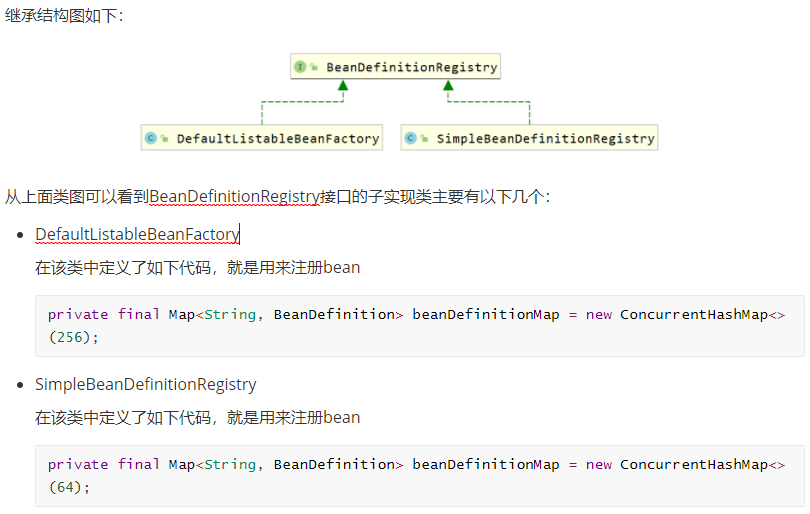 继承结构图如下：
I BeanDefinitionRegistry
C DefaultListableBeanFactory C SimpleBeanDefinitionRegistry
从上面类图可以看到BeanDefinitionRegistry接口的子实现类主要有以下几个：
• DefaultListableBeanFactory
在该类中定义了如下代码，就是用来注册bean
private final Map<String, BeanDefinition> beanDefinitionMap = new ConcurrentHashMap<>
(256);
• SimpleBeanDefinitionRegistry
在该类中定义了如下代码，就是用来注册bean
private final Map<String, BeanDefinition> beanDefinitionMap = new ConcurrentHashMap<>
(64);